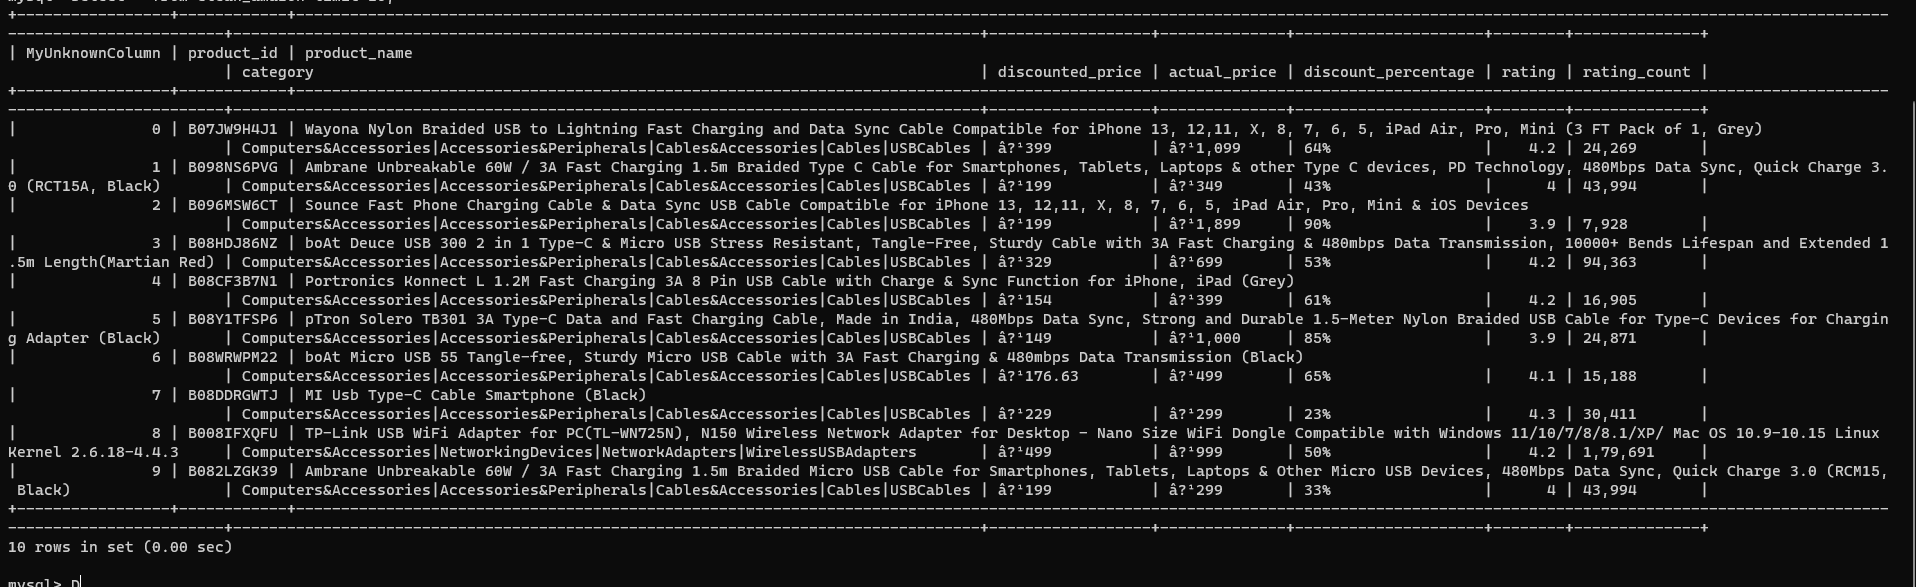 MyUnknownColumn | product_id | product_name
| category | discounted_price | actual_price | discount_percentage | rating | rating_count |
| 0 | B07JW9H4J1 | Wayona Nylon Braided USB to Lightning Fast Charging and Data Sync Cable Compatible for iPhone 13, 12,11, X, 8, 7, 6, 5, iPad Air, Pro, Mini (3 FT Pack of 1, Grey)
| Computers&Accessories|Accessories&Peripherals|Cables&Accessories|Cables|USBCables | â?¹399 | â?¹1,099 | 64% | 4.2 | 24,269 |
| 1 | B098NS6PVG | Ambrane Unbreakable 60W / 3A Fast Charging 1.5m Braided Type C Cable for Smartphones, Tablets, Laptops & other Type C devices, PD Technology, 480Mbps Data Sync, Quick Charge 3.
0 (RCT15A, Black) | Computers&Accessories|Accessories&Peripherals|Cables&Accessories|Cables|USBCables | â?¹199 | â?¹349 | 43% | 4 | 43,994 |
| 2 | B096MSW6CT | Sounce Fast Phone Charging Cable & Data Sync USB Cable Compatible for iPhone 13, 12,11, X, 8, 7, 6, 5, iPad Air, Pro, Mini & iOS Devices
| Computers&Accessories|Accessories&Peripherals|Cables&Accessories|Cables|USBCables | â?¹199 | â?¹1,899 | 90% | 3.9 | 7,928 |
| 3 | B08HDJ86NZ | boAt Deuce USB 300 2 in 1 Type-C & Micro USB Stress Resistant, Tangle-Free, Sturdy Cable with 3A Fast Charging & 480mbps Data Transmission, 10000+ Bends Lifespan and Extended 1
.5m Length(Martian Red) | Computers&Accessories|Accessories&Peripherals|Cables&Accessories|Cables|USBCables | â?¹329 | â?¹699 | 53% | 4.2 | 94,363 |
| 4 | B08CF3B7N1 | Portronics Konnect L 1.2M Fast Charging 3A 8 Pin USB Cable with Charge & Sync Function for iPhone, iPad (Grey)
| Computers&Accessories|Accessories&Peripherals|Cables&Accessories|Cables|USBCables | â?¹154 | â?¹399 | 61% | 4.2 | 16,905 |
| 5 | B08Y1TFSP6 | pTron Solero TB301 3A Type-C Data and Fast Charging Cable, Made in India, 480Mbps Data Sync, Strong and Durable 1.5-Meter Nylon Braided USB Cable for Type-C Devices for Chargin
g Adapter (Black) | Computers&Accessories|Accessories&Peripherals|Cables&Accessories|Cables|USBCables | â?¹149 | â?¹1,000 | 85% | 3.9 | 24,871 |
| 6 | B08WRWPM22 | boAt Micro USB 55 Tangle-free, Sturdy Micro USB Cable with 3A Fast Charging & 480mbps Data Transmission (Black)
| Computers&Accessories|Accessories&Peripherals|Cables&Accessories|Cables|USBCables | â?¹176.63 | â?¹499 | 65% | 4.1 | 15,188 |
| 7 | B08DDRGWTJ | MI Usb Type-C Cable Smartphone (Black)
| Computers&Accessories|Accessories&Peripherals|Cables&Accessories|Cables|USBCables | â?¹229 | â?¹299 | 23% | 4.3 | 30,411 |
| 8 | B008IFXQFU | TP-Link USB WiFi Adapter for PC(TL-WN725N), N150 Wireless Network Adapter for Desktop - Nano Size WiFi Dongle Compatible with Windows 11/10/7/8/8.1/XP/ Mac OS 10.9-10.15 Linux
Kernel 2.6.18-4.4.3 | Computers&Accessories|NetworkingDevices|NetworkAdapters|WirelessUSBAdapters | â?¹499 | â?¹999 | 50% | 4.2 | 1,79,691 |
| 9 | B082LZGK39 | Ambrane Unbreakable 60W / 3A Fast Charging 1.5m Braided Micro USB Cable for Smartphones, Tablets, Laptops & Other Micro USB Devices, 480Mbps Data Sync, Quick Charge 3.0 (RCM15,
Black) | Computers&Accessories|Accessories&Peripherals|Cables&Accessories|Cables|USBCables | â?¹199 | â?¹299 | 33% | 4 | 43,994 |
10 rows in set (0.00 sec)
mysql> D